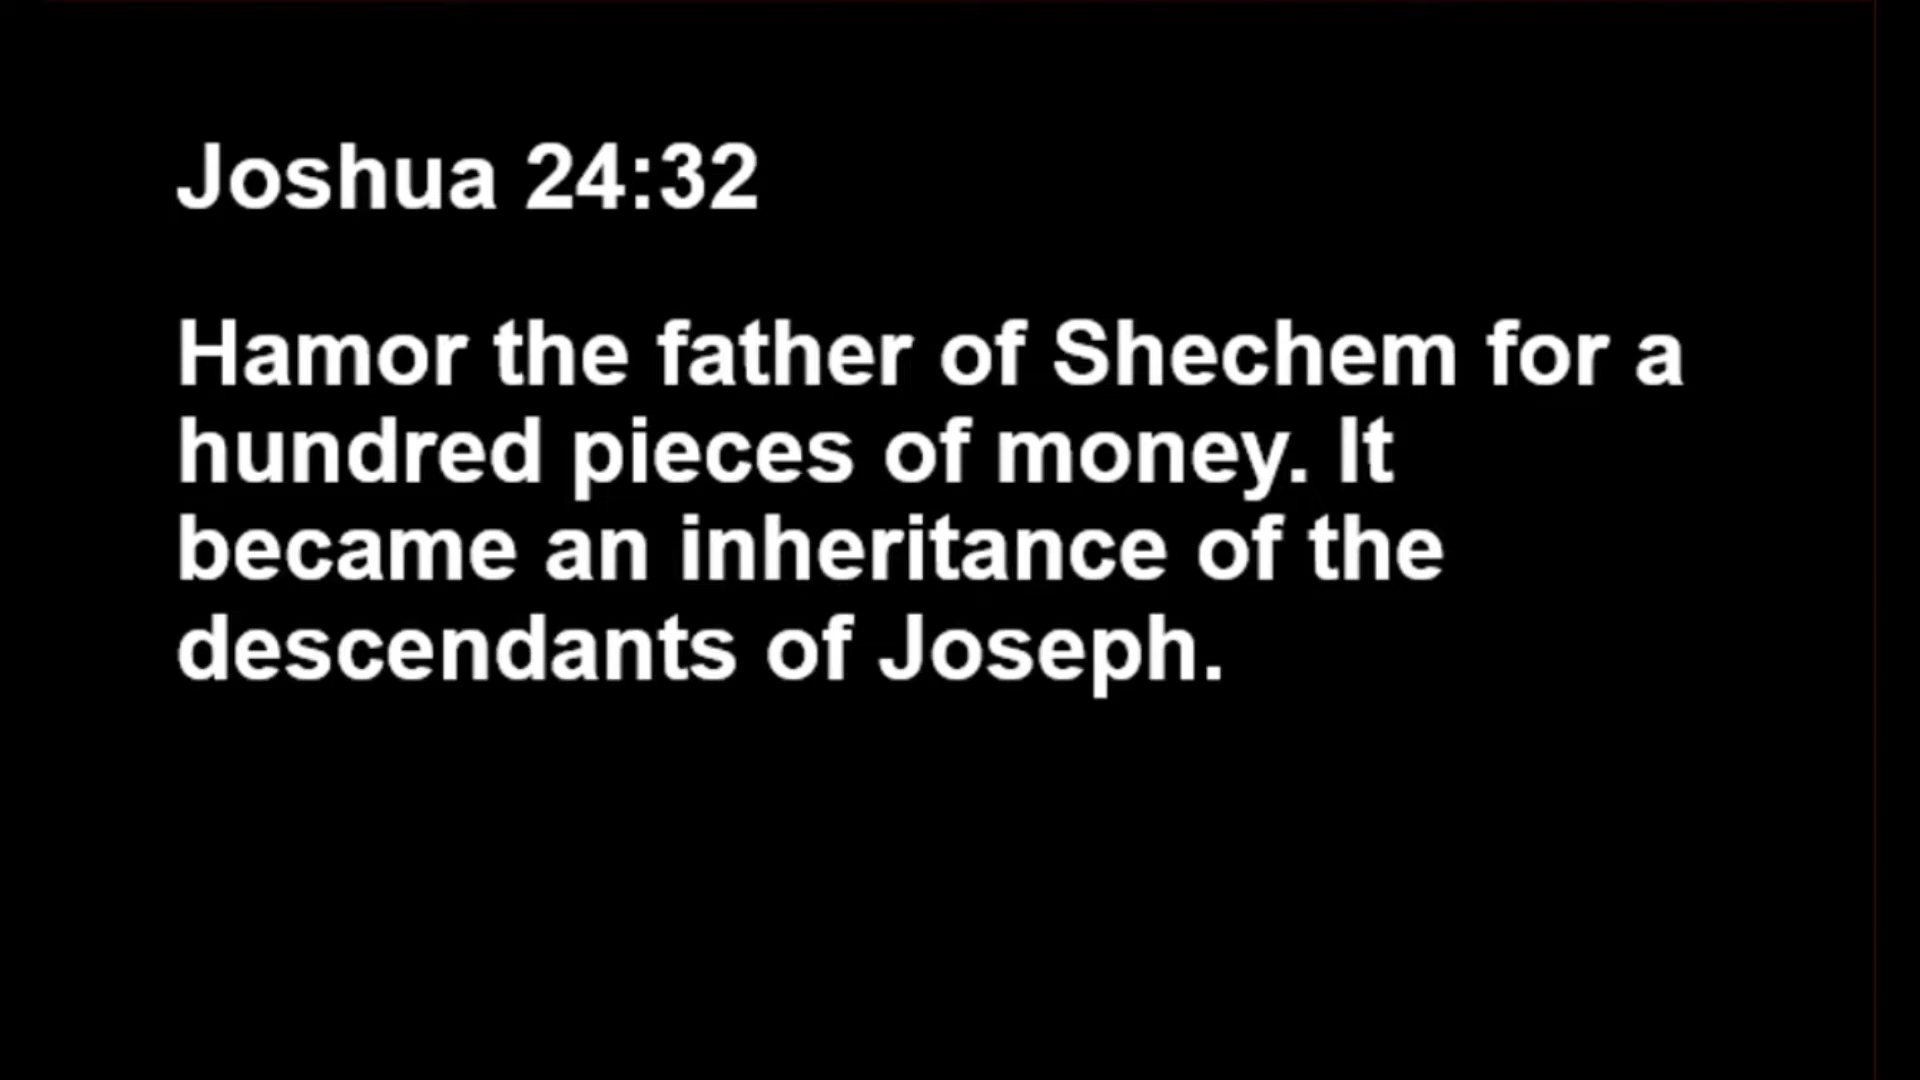 Joshua 24:32
Hamor the father of Shechem for a
hundred pieces of money. It
became an inheritance of the
descendants of Joseph.